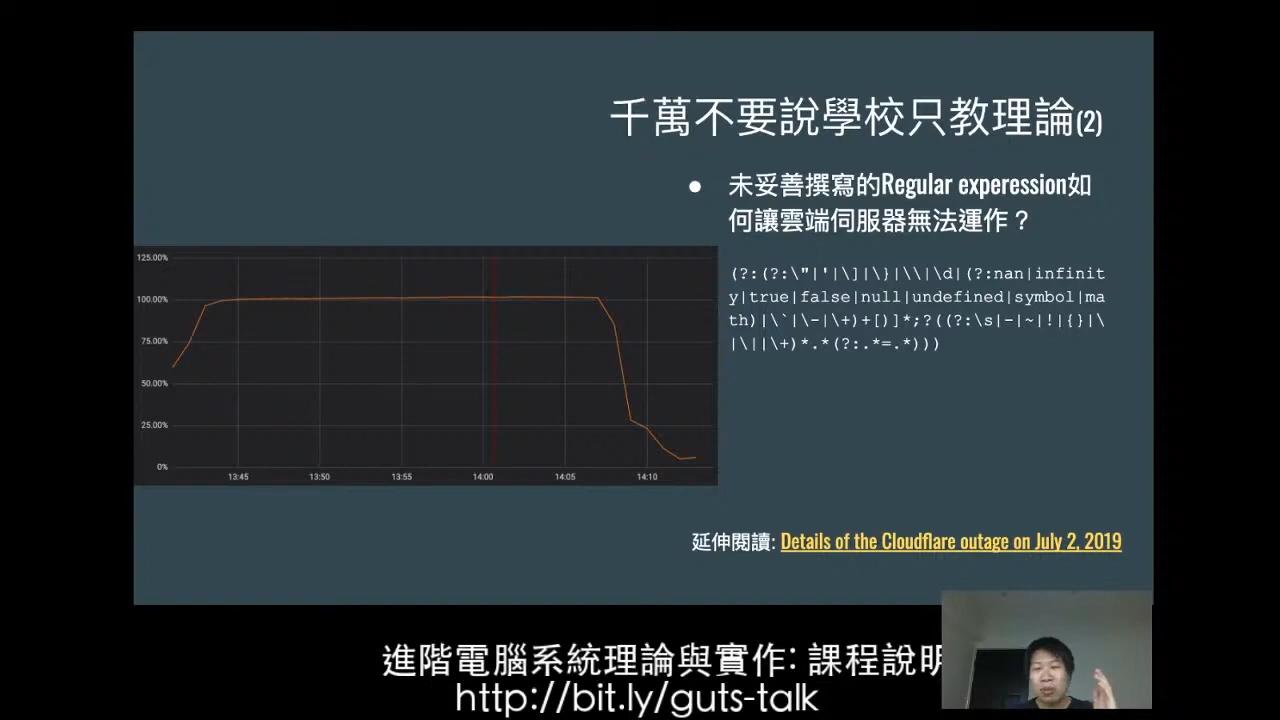 千萬不要說學校只教理論(2)
● 未妥善撰寫的Regular experession如
何讓雲端伺服器無法運作？
(?:(?:\"|'|\]|\}|\\|\d|(?:nan|infinit
y|true|false|null|undefined|symbol|ma
th)|\`|\-|\+)+[)]*;?((?:\s|-|~|!|{}|\
|\||\+)*.*(?:.*=.*)))
125.00%
100.00%
75.00%
50.00%
25.00%
0%
13:45 13:50 13:55 14:00 14:05 14:10
延伸閱讀: Details of the Cloudflare outage on July 2, 2019
進階電腦系統理論與實作: 課程說明
http://bit.ly/guts-talk